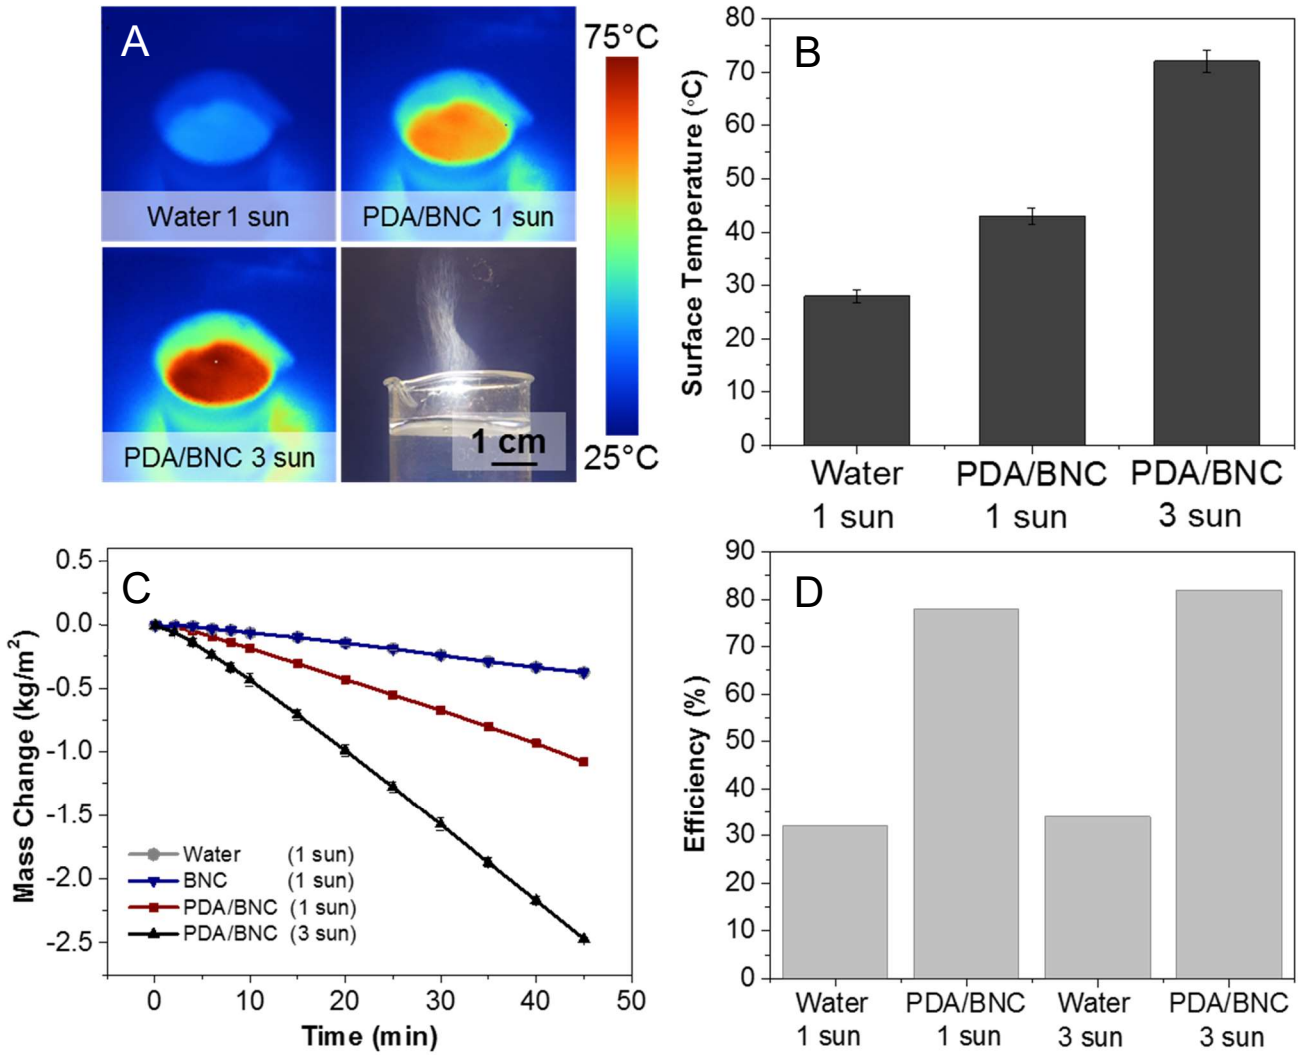 A
75°C
Water 1 sun
PDA/BNC 1 sun
PDA/BNC 3 sun
1 cm
25°C
B
Surface Temperature (°C)
80
70
60
50
40
30
20
10
0
Water
1 sun
PDA/BNC
1 sun
PDA/BNC
3 sun
C
Mass Change (kg/m²)
0.5
0.0
-0.5
-1.0
-1.5
-2.0
-2.5
Water (1 sun)
BNC (1 sun)
PDA/BNC (1 sun)
PDA/BNC (3 sun)
0 10 20 30 40 50
Time (min)
D
Efficiency (%)
90
80
70
60
50
40
30
20
10
0
Water
1 sun
PDA/BNC
1 sun
Water
3 sun
PDA/BNC
3 sun